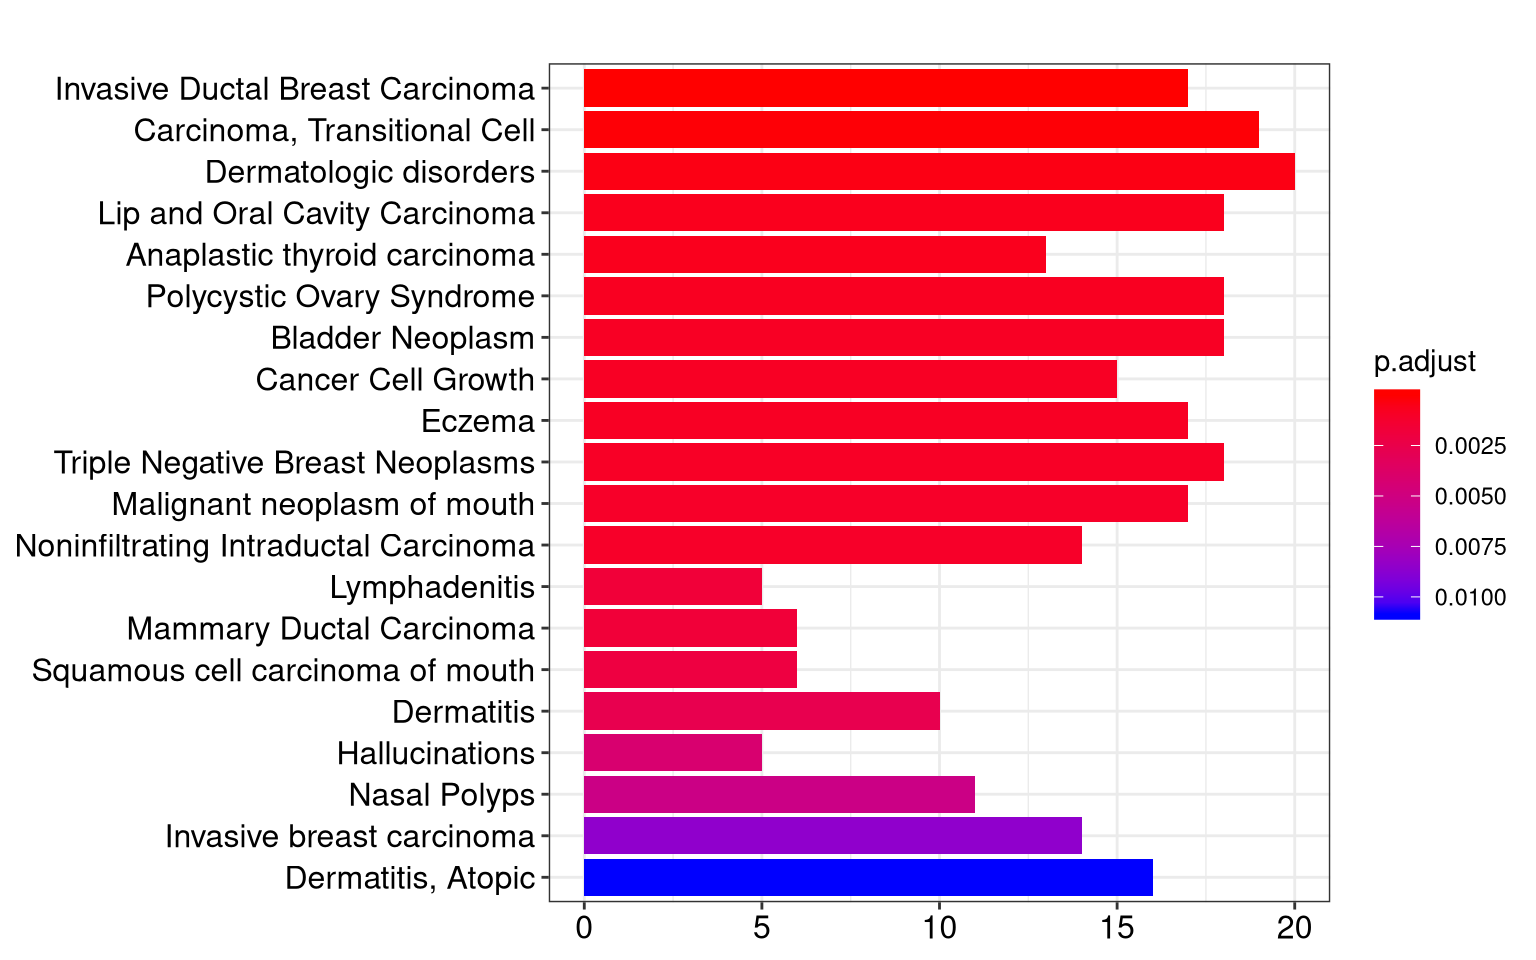 Invasive Ductal Breast Carcinoma
Carcinoma, Transitional Cell
Dermatologic disorders
Lip and Oral Cavity Carcinoma
Anaplastic thyroid carcinoma
Polycystic Ovary Syndrome
Bladder Neoplasm
Cancer Cell Growth
Eczema
Triple Negative Breast Neoplasms
Malignant neoplasm of mouth
Noninfiltrating Intraductal Carcinoma
Lymphadenitis
Mammary Ductal Carcinoma
Squamous cell carcinoma of mouth
Dermatitis
Hallucinations
Nasal Polyps
Invasive breast carcinoma
Dermatitis, Atopic
0 5 10 15 20
p.adjust
0.0025
0.0050
0.0075
0.0100